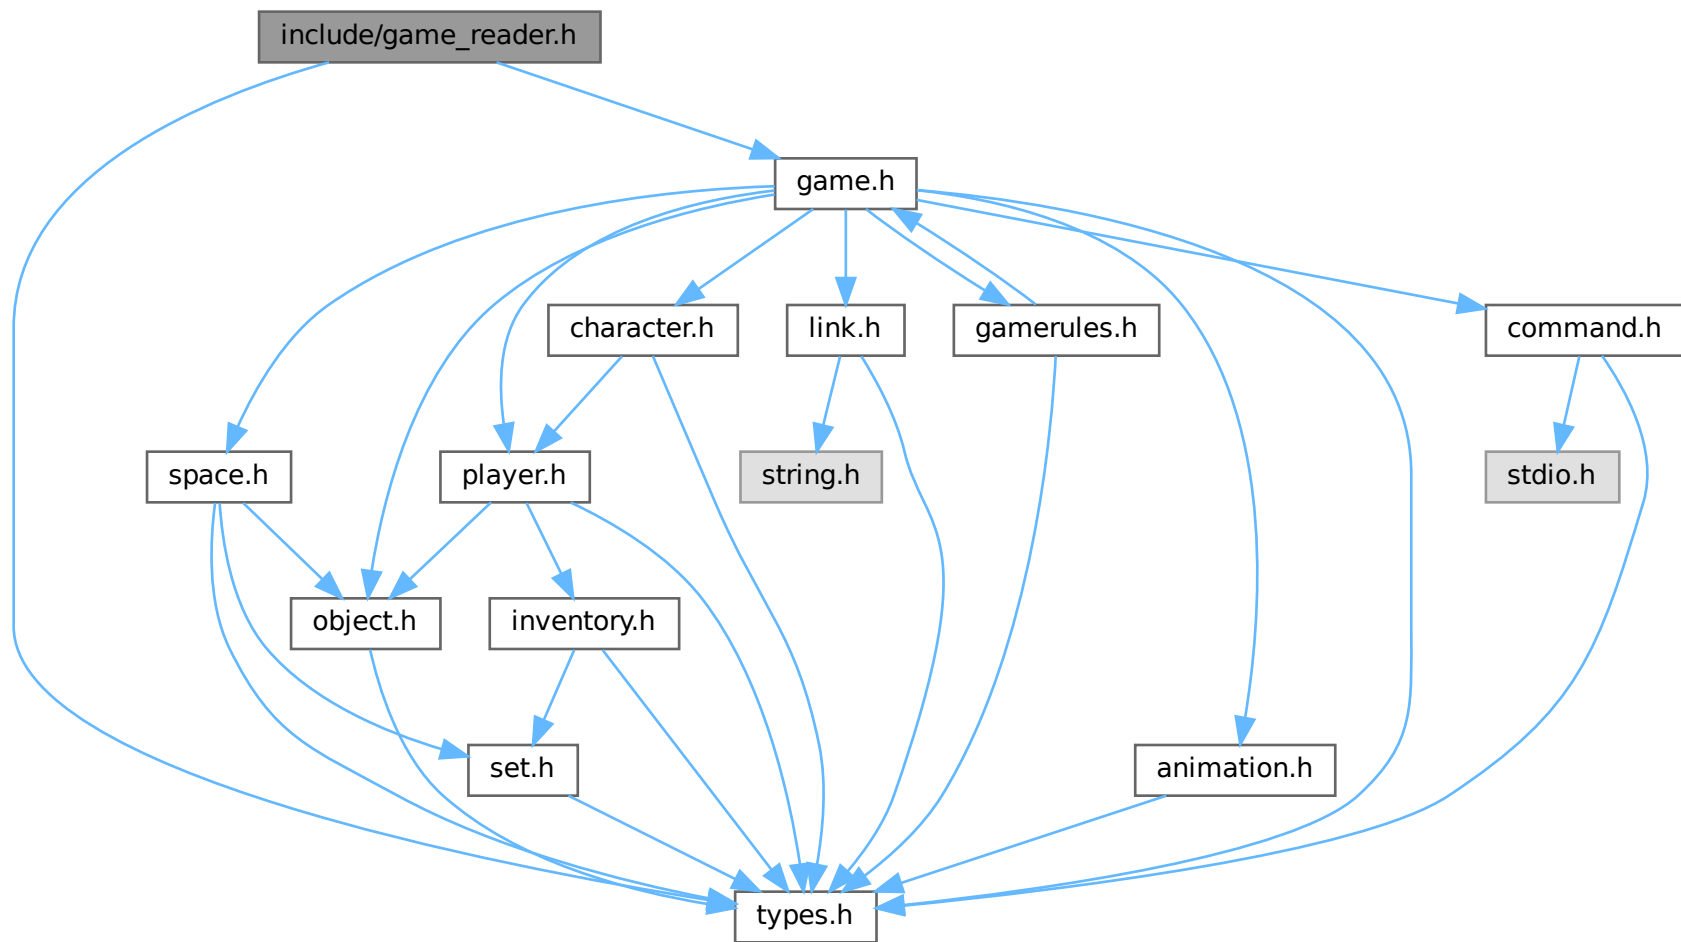 include/game_reader.h
game.h
character.h
link.h
gamerules.h
command.h
space.h
player.h
string.h
stdio.h
object.h
inventory.h
set.h
animation.h
types.h